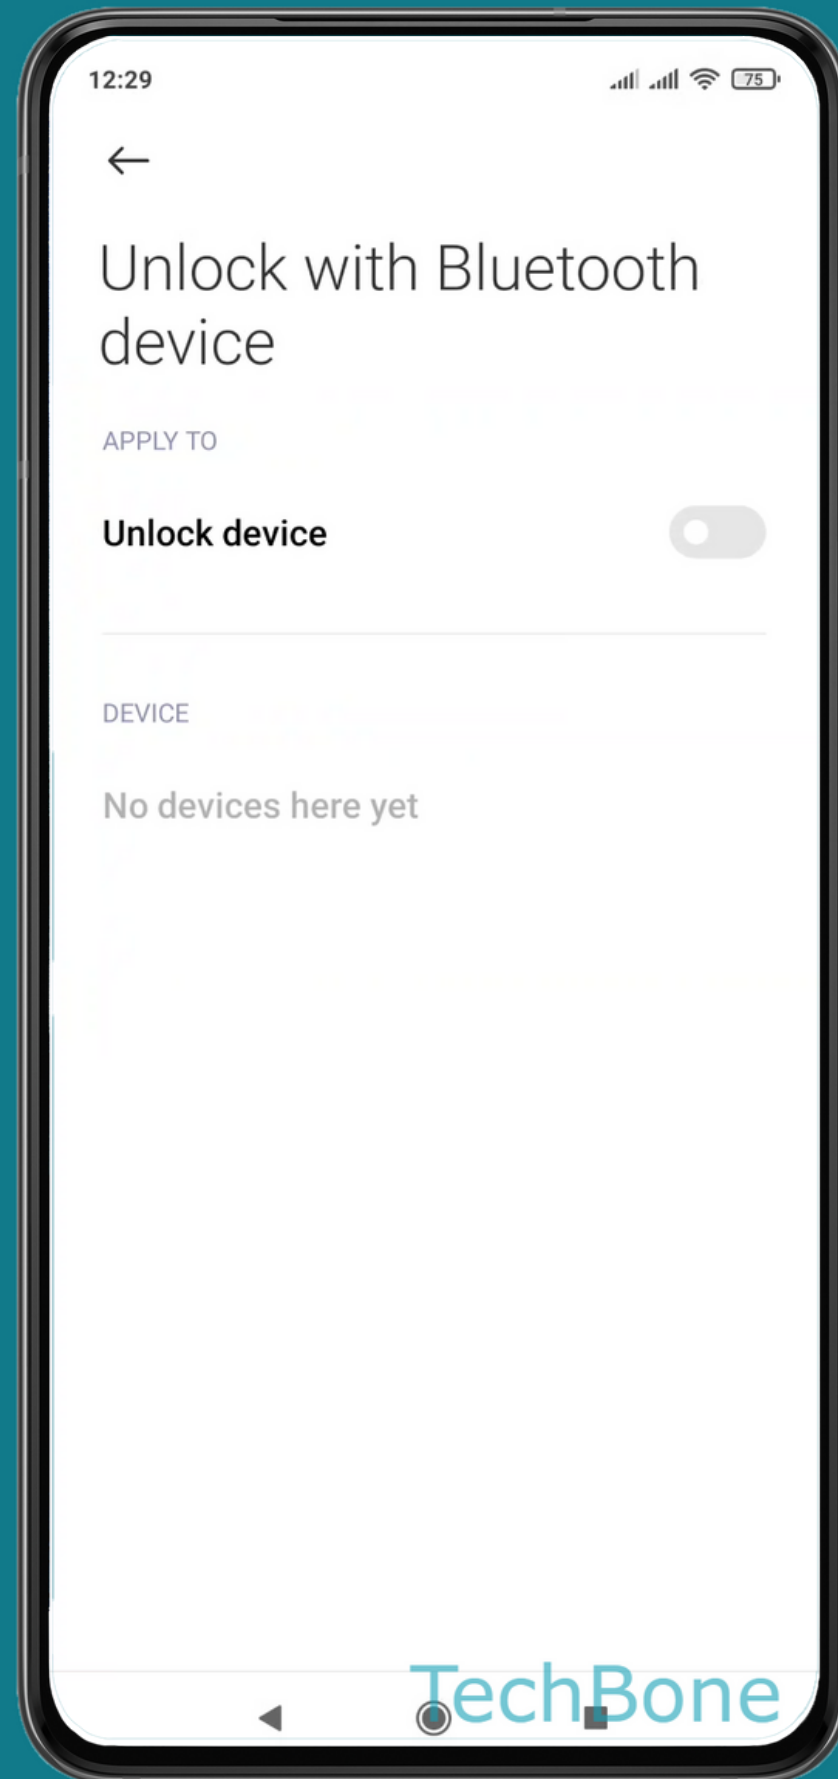 12:29
75
Unlock with Bluetooth
device
APPLY TO
Unlock device
DEVICE
No devices here yet
TechBone